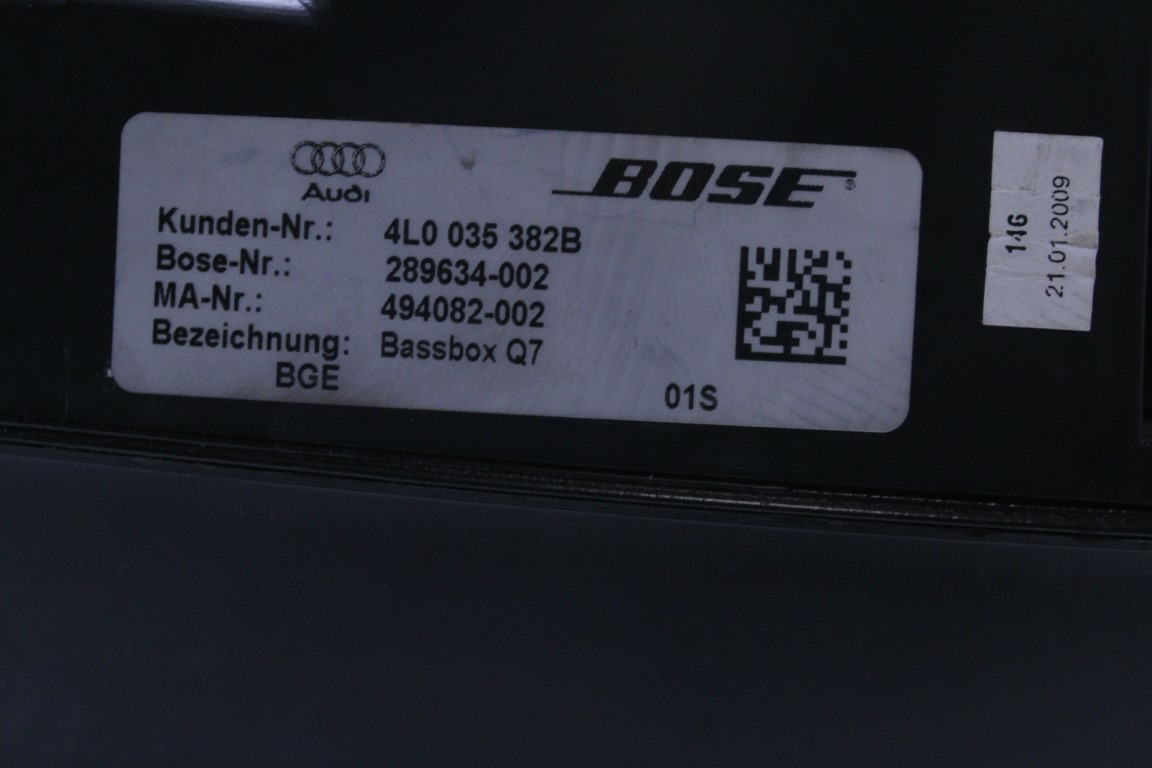 Audi
BOSE®
Kunden-Nr.: 4L0 035 382B
Bose-Nr.: 289634-002
MA-Nr.: 494082-002
Bezeichnung: Bassbox Q7
BGE
01S
14G
21.01.2009